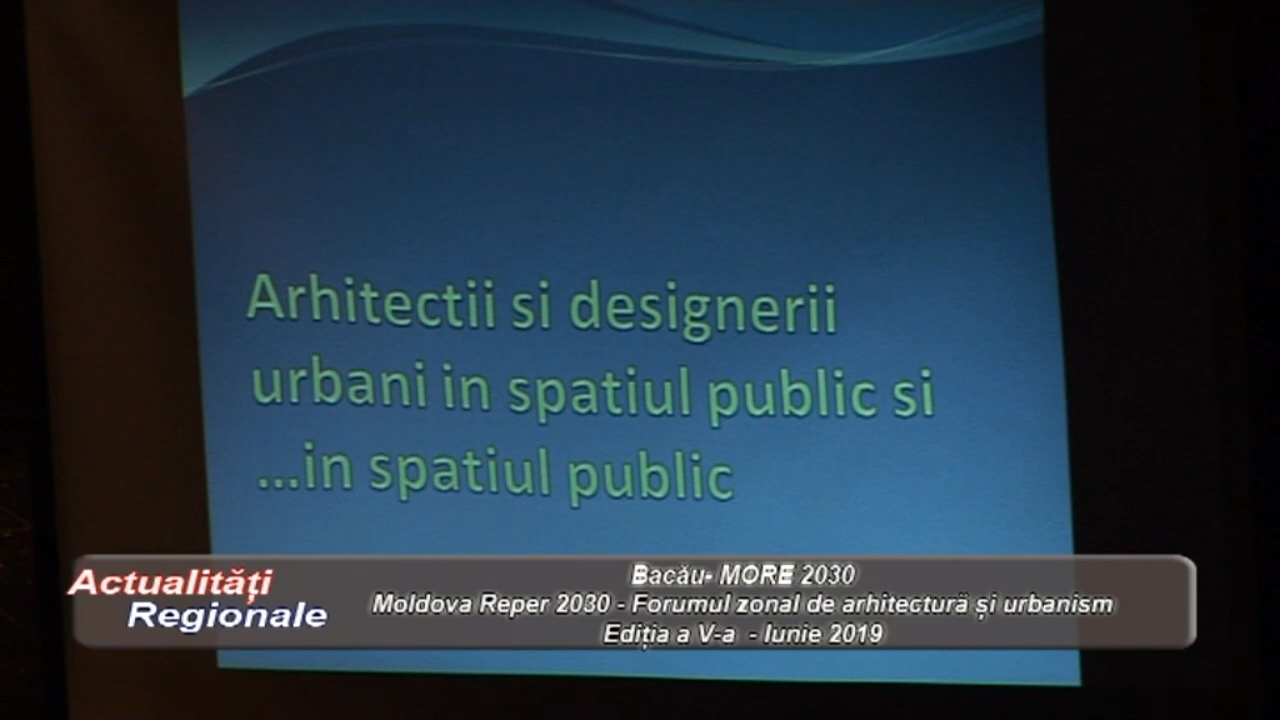 Arhitectii si designerii
urbani in spatiul public si
...in spatiul public
Actualități
Regionale
Bacău- MORE 2030
Moldova Reper 2030 - Forumul zonal de arhitectură și urbanism
Ediția a V-a - Iunie 2019